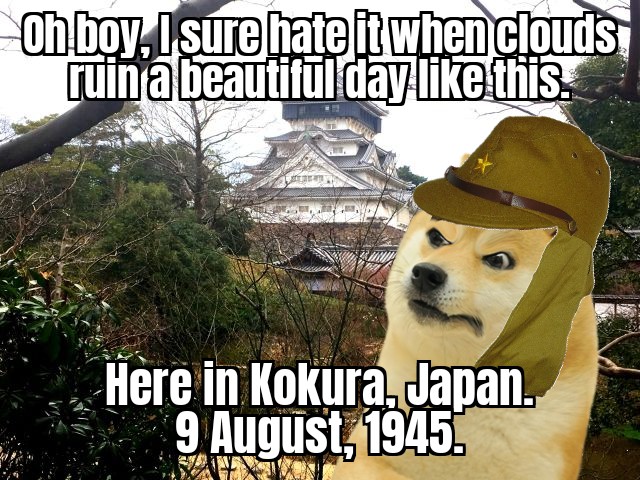 Oh boy, I sure hate it when clouds
ruin a beautiful day like this.
Here in Kokura, Japan.
9 August, 1945.